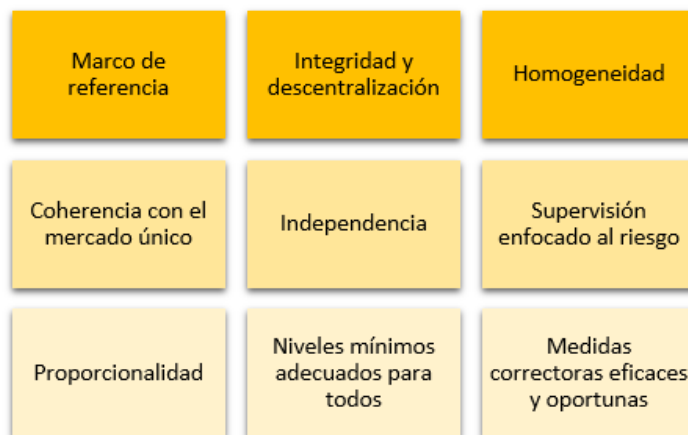 Marco de
referencia
Integridad y
descentralización
Homogeneidad
Coherencia con el
mercado único
Independencia
Supervisión
enfocado al riesgo
Proporcionalidad
Niveles mínimos
adecuados para
todos
Medidas
correctoras eficaces
y oportunas